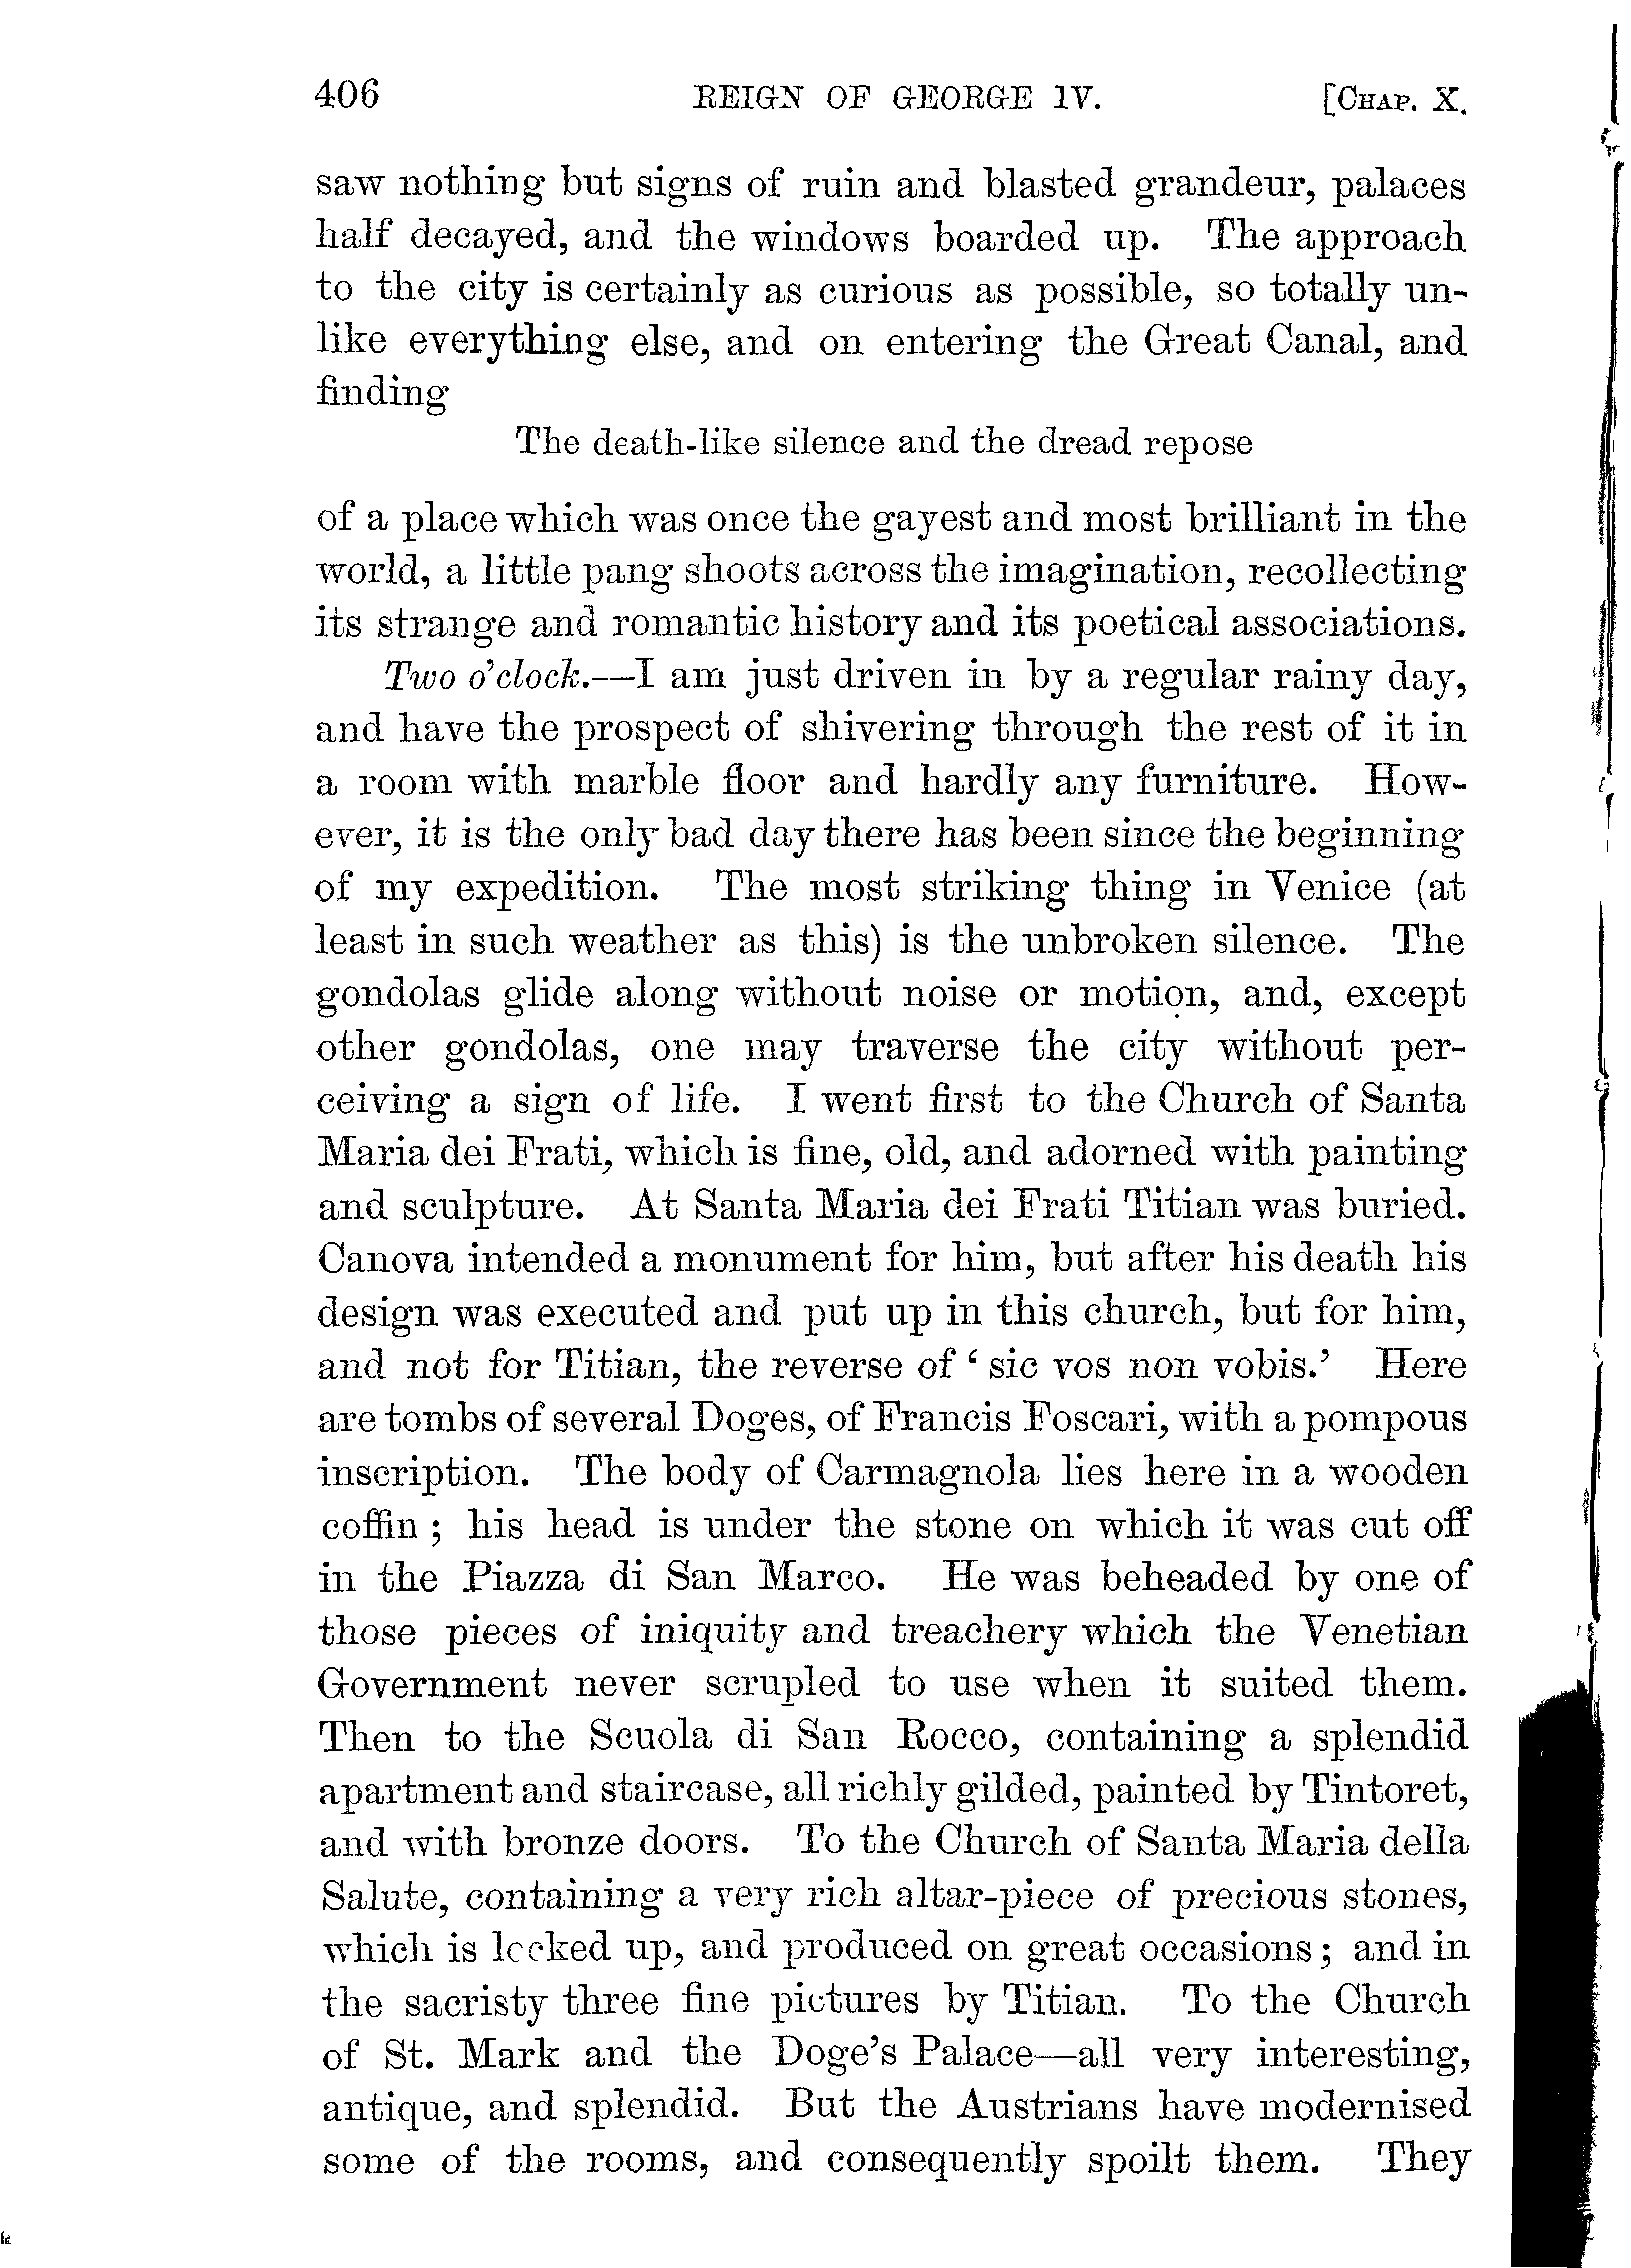 406 REIGN OF GEORGE IV. [CHAP. X.
saw nothing but signs of ruin and blasted grandeur, palaces
half decayed, and the windows boarded up. The approach
to the city is certainly as curious as possible, so totally un-
like everything else, and on entering the Great Canal, and
finding
The death-like silence and the dread repose
of a place which was once the gayest and most brilliant in the
world, a little pang shoots across the imagination, recollecting
its strange and romantic history and its poetical associations.
Two o'clock.—I am just driven in by a regular rainy day,
and have the prospect of shivering through the rest of it in
a room with marble floor and hardly any furniture. How-
ever, it is the only bad day there has been since the beginning
of my expedition. The most striking thing in Venice (at
least in such weather as this) is the unbroken silence. The
gondolas glide along without noise or motion, and, except
other gondolas, one may traverse the city without per-
ceiving a sign of life. I went first to the Church of Santa
Maria dei Frati, which is fine, old, and adorned with painting
and sculpture. At Santa Maria dei Frati Titian was buried.
Canova intended a monument for him, but after his death his
design was executed and put up in this church, but for him,
and not for Titian, the reverse of ‘ sic vos non vobis.’ Here
are tombs of several Doges, of Francis Foscari, with a pompous
inscription. The body of Carmagnola lies here in a wooden
coffin ; his head is under the stone on which it was cut off
in the Piazza di San Marco. He was beheaded by one of
those pieces of iniquity and treachery which the Venetian
Government never scrupled to use when it suited them.
Then to the Scuola di San Rocco, containing a splendid
apartment and staircase, all richly gilded, painted by Tintoret,
and with bronze doors. To the Church of Santa Maria della
Salute, containing a very rich altar-piece of precious stones,
which is locked up, and produced on great occasions ; and in
the sacristy three fine pictures by Titian. To the Church
of St. Mark and the Doge's Palace—all very interesting,
antique, and splendid. But the Austrians have modernised
some of the rooms, and consequently spoilt them. They